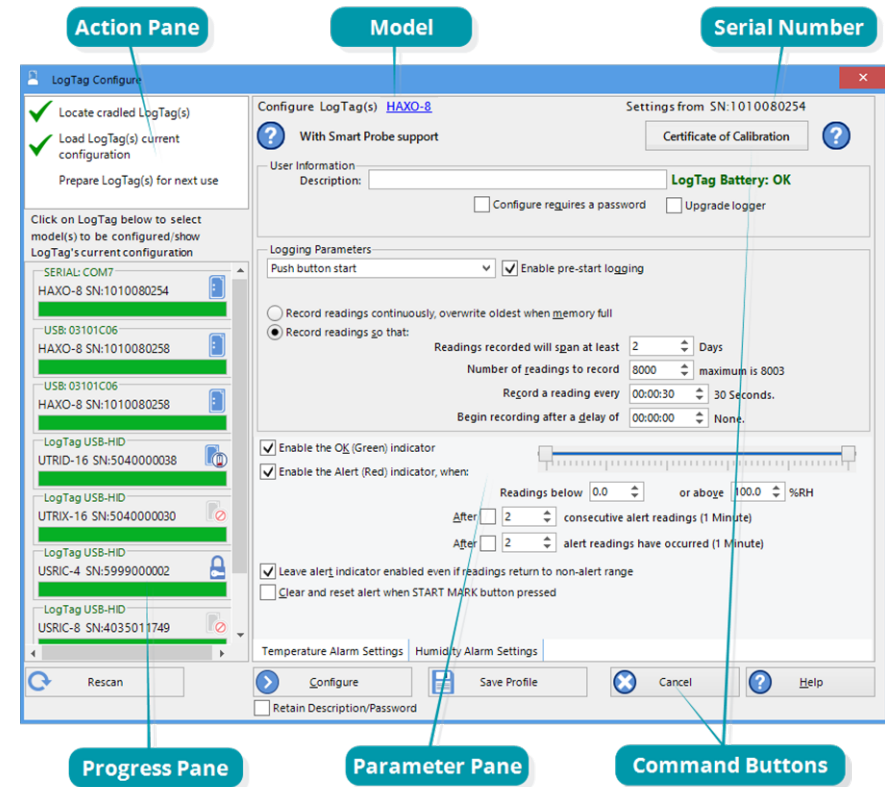 Action Pane
Model
Serial Number
LogTag Configure
Locate cradled LogTag(s)
Load LogTag(s) current
configuration
Prepare LogTag(s) for next use
Click on LogTag below to select
model(s) to be configured/show
LogTag's current configuration
SERIAL: COM7
HAXO-8 SN:1010080254
USB: 03101C06
HAXO-8 SN:1010080258
USB: 03101C06
HAXO-8 SN:1010080258
LogTag USB-HID
UTRID-16 SN:5040000038
LogTag USB-HID
UTRIX-16 SN:5040000030
LogTag USB-HID
USRIC-4 SN:5999000002
LogTag USB-HID
USRIC-8 SN:4035011749
Rescan
Configure LogTag(s) HAXO-8
Settings from SN:1010080254
With Smart Probe support
Certificate of Calibration
User Information
Description:
LogTag Battery: OK
Configure requires a password
Upgrade logger
Logging Parameters
Push button start
Enable pre-start logging
Record readings continuously, overwrite oldest when memory full
Record readings so that:
Readings recorded will span at least 2 Days
Number of readings to record 8000 maximum is 8003
Record a reading every 00:00:30 30 Seconds.
Begin recording after a delay of 00:00:00 None.
Enable the OK (Green) indicator
Enable the Alert (Red) indicator, when:
Readings below 0.0 or above 100.0 %RH
After 2 consecutive alert readings (1 Minute)
After 2 alert readings have occurred (1 Minute)
Leave alert indicator enabled even if readings return to non-alert range
Clear and reset alert when START MARK button pressed
Temperature Alarm Settings
Humidity Alarm Settings
Configure
Save Profile
Cancel
Help
Retain Description/Password
Progress Pane
Parameter Pane
Command Buttons